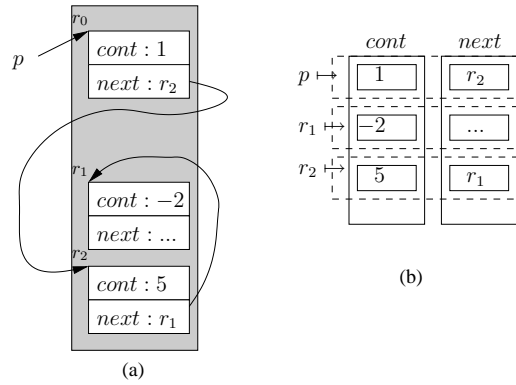 r₀
p
cont : 1
next : r₂
r₁
cont : −2
next : ...
r₂
cont : 5
next : r₁
(a)
cont next
p ↦ 1 r₂
r₁ ↦ −2 ...
r₂ ↦ 5 r₁
(b)